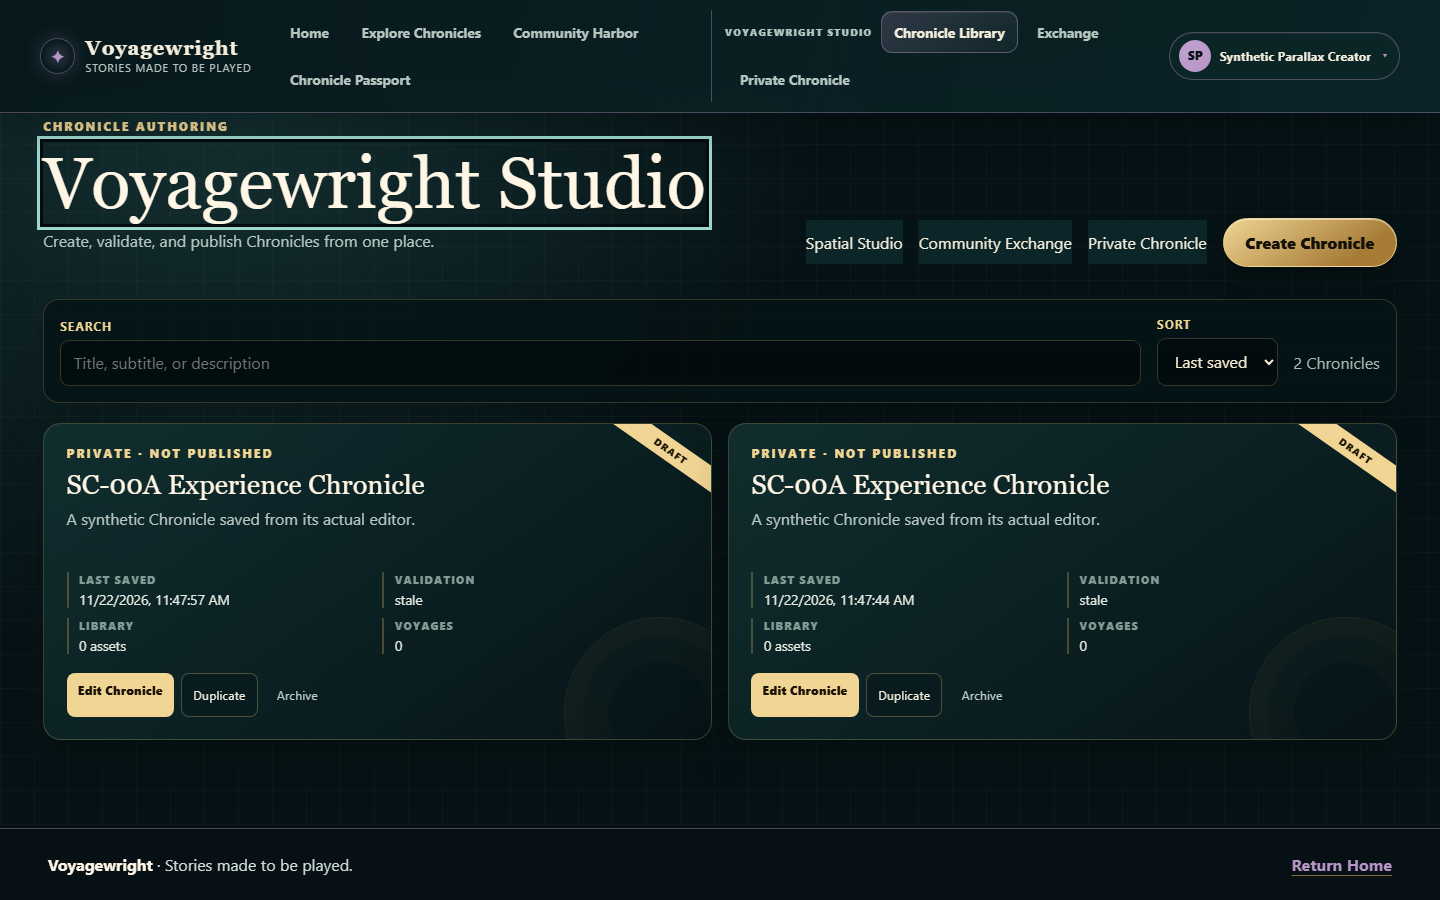 Voyagewright
STORIES MADE TO BE PLAYED
Home
Explore Chronicles
Community Harbor
Chronicle Passport
VOYAGEWRIGHT STUDIO
Chronicle Library
Exchange
Private Chronicle
SP
Synthetic Parallax Creator
CHRONICLE AUTHORING
Voyagewright Studio
Create, validate, and publish Chronicles from one place.
Spatial Studio
Community Exchange
Private Chronicle
Create Chronicle
SEARCH
Title, subtitle, or description
SORT
Last saved
2 Chronicles
DRAFT
PRIVATE · NOT PUBLISHED
SC-00A Experience Chronicle
A synthetic Chronicle saved from its actual editor.
LAST SAVED
11/22/2026, 11:47:57 AM
VALIDATION
stale
LIBRARY
0 assets
VOYAGES
0
Edit Chronicle
Duplicate
Archive
DRAFT
PRIVATE · NOT PUBLISHED
SC-00A Experience Chronicle
A synthetic Chronicle saved from its actual editor.
LAST SAVED
11/22/2026, 11:47:44 AM
VALIDATION
stale
LIBRARY
0 assets
VOYAGES
0
Edit Chronicle
Duplicate
Archive
Voyagewright · Stories made to be played.
Return Home